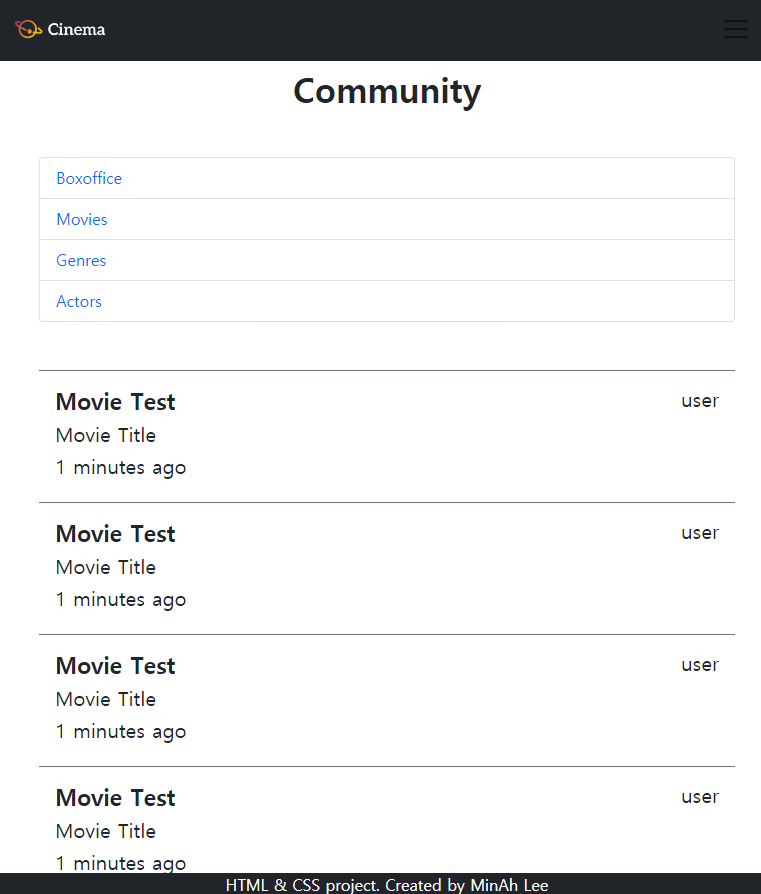 Cinema
Community
Boxoffice
Movies
Genres
Actors
Movie Test user
Movie Title
1 minutes ago
Movie Test user
Movie Title
1 minutes ago
Movie Test user
Movie Title
1 minutes ago
Movie Test user
Movie Title
1 minutes ago
HTML & CSS project. Created by MinAh Lee